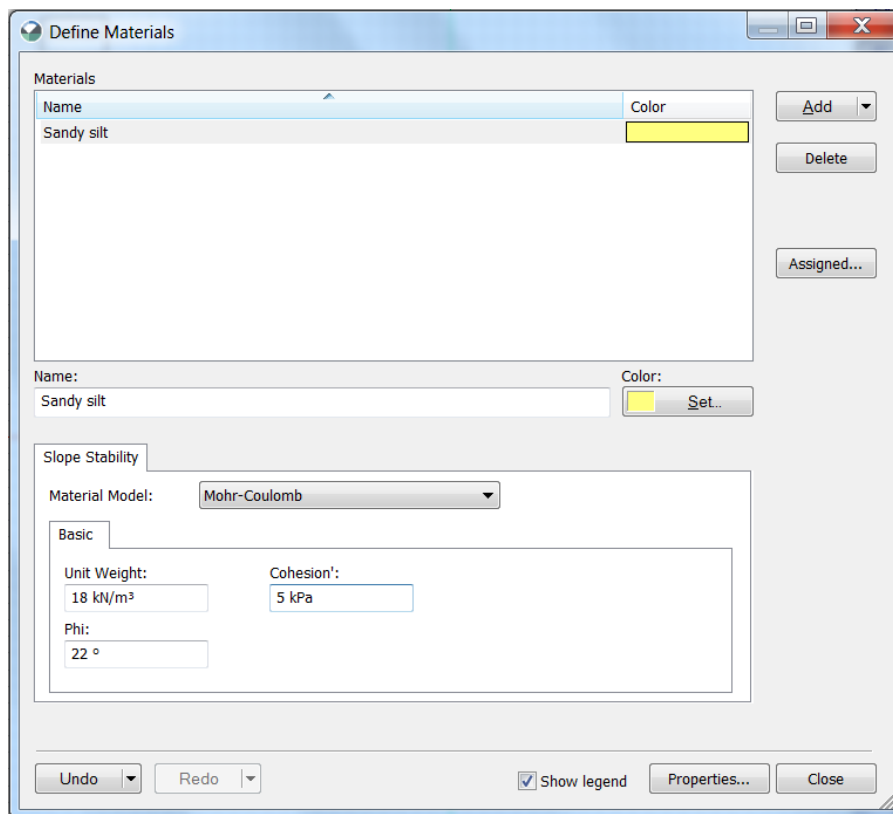 Define Materials
Materials
Name Color
Sandy silt
Add
Delete
Assigned...
Name:
Color:
Sandy silt
Set...
Slope Stability
Material Model: Mohr-Coulomb
Basic
Unit Weight: Cohesion':
18 kN/m³ 5 kPa
Phi:
22 º
Undo Redo Show legend Properties... Close